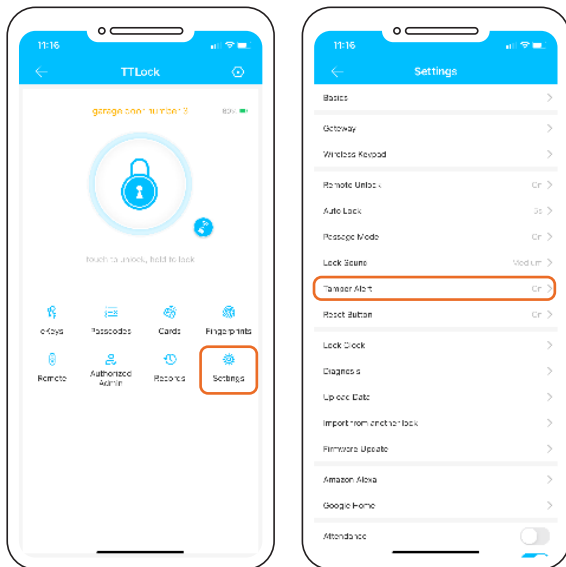 11:16
TTLock
garage door number 3
80%
touch to unlock, hold to lock
eKeys Passcodes Cards Fingerprints
Remote Authorized Admin Records Settings
11:16
Settings
Basics
Gateway
Wireless Keypad
Remote Unlock On
Auto Lock 5s
Passage Mode On
Lock Sound Medium
Tamper Alert On
Reset Button On
Lock Clock
Diagnosis
Upload Data
Import from another lock
Firmware Update
Amazon Alexa
Google Home
Attendance